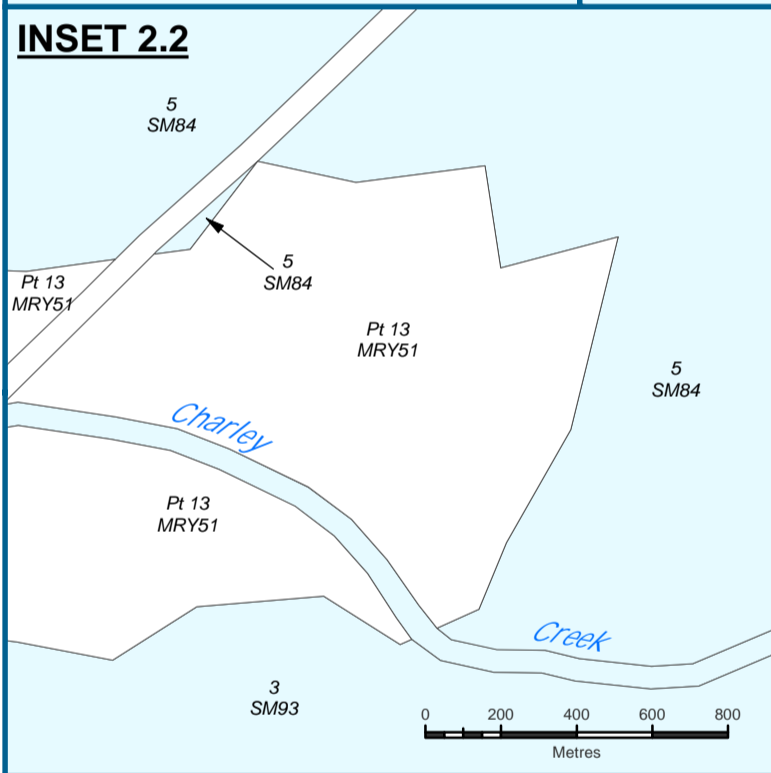 INSET 2.2
5
SM84
5
SM84
Pt 13
MRY51
Pt 13
MRY51
5
SM84
Charley
Pt 13
MRY51
Creek
3
SM93
0 200 400 600 800
Metres